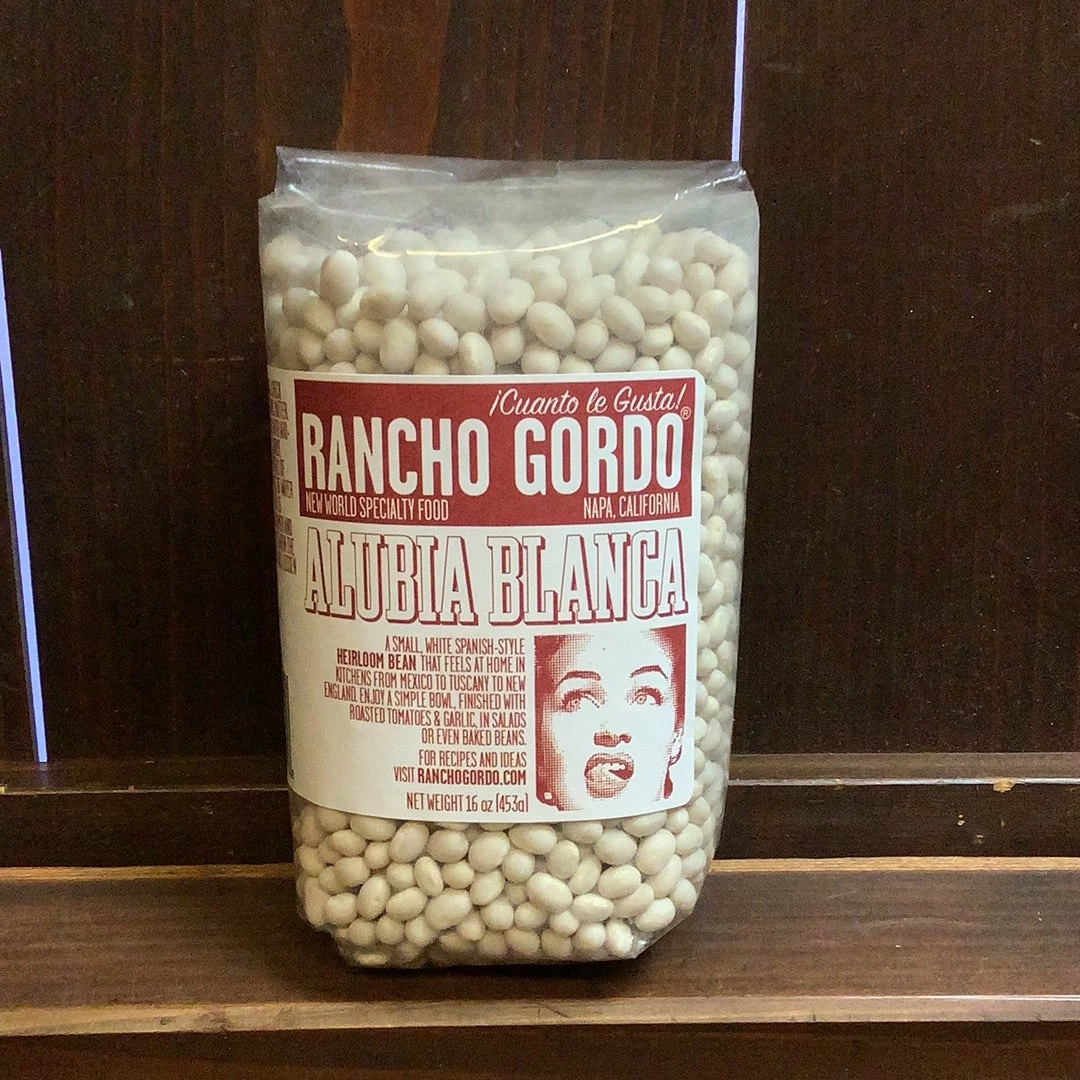 ¡Cuanto le Gusta!
RANCHO GORDO®
NEW WORLD SPECIALTY FOOD NAPA, CALIFORNIA
ALUBIA BLANCA
A SMALL, WHITE SPANISH-STYLE
HEIRLOOM BEAN THAT FEELS AT HOME IN
KITCHENS FROM MEXICO TO TUSCANY TO NEW
ENGLAND. ENJOY A SIMPLE BOWL, FINISHED WITH
ROASTED TOMATOES & GARLIC, IN SALADS
OR EVEN BAKED BEANS.
FOR RECIPES AND IDEAS
VISIT RANCHOGORDO.COM
NET WEIGHT 16 oz (453g)